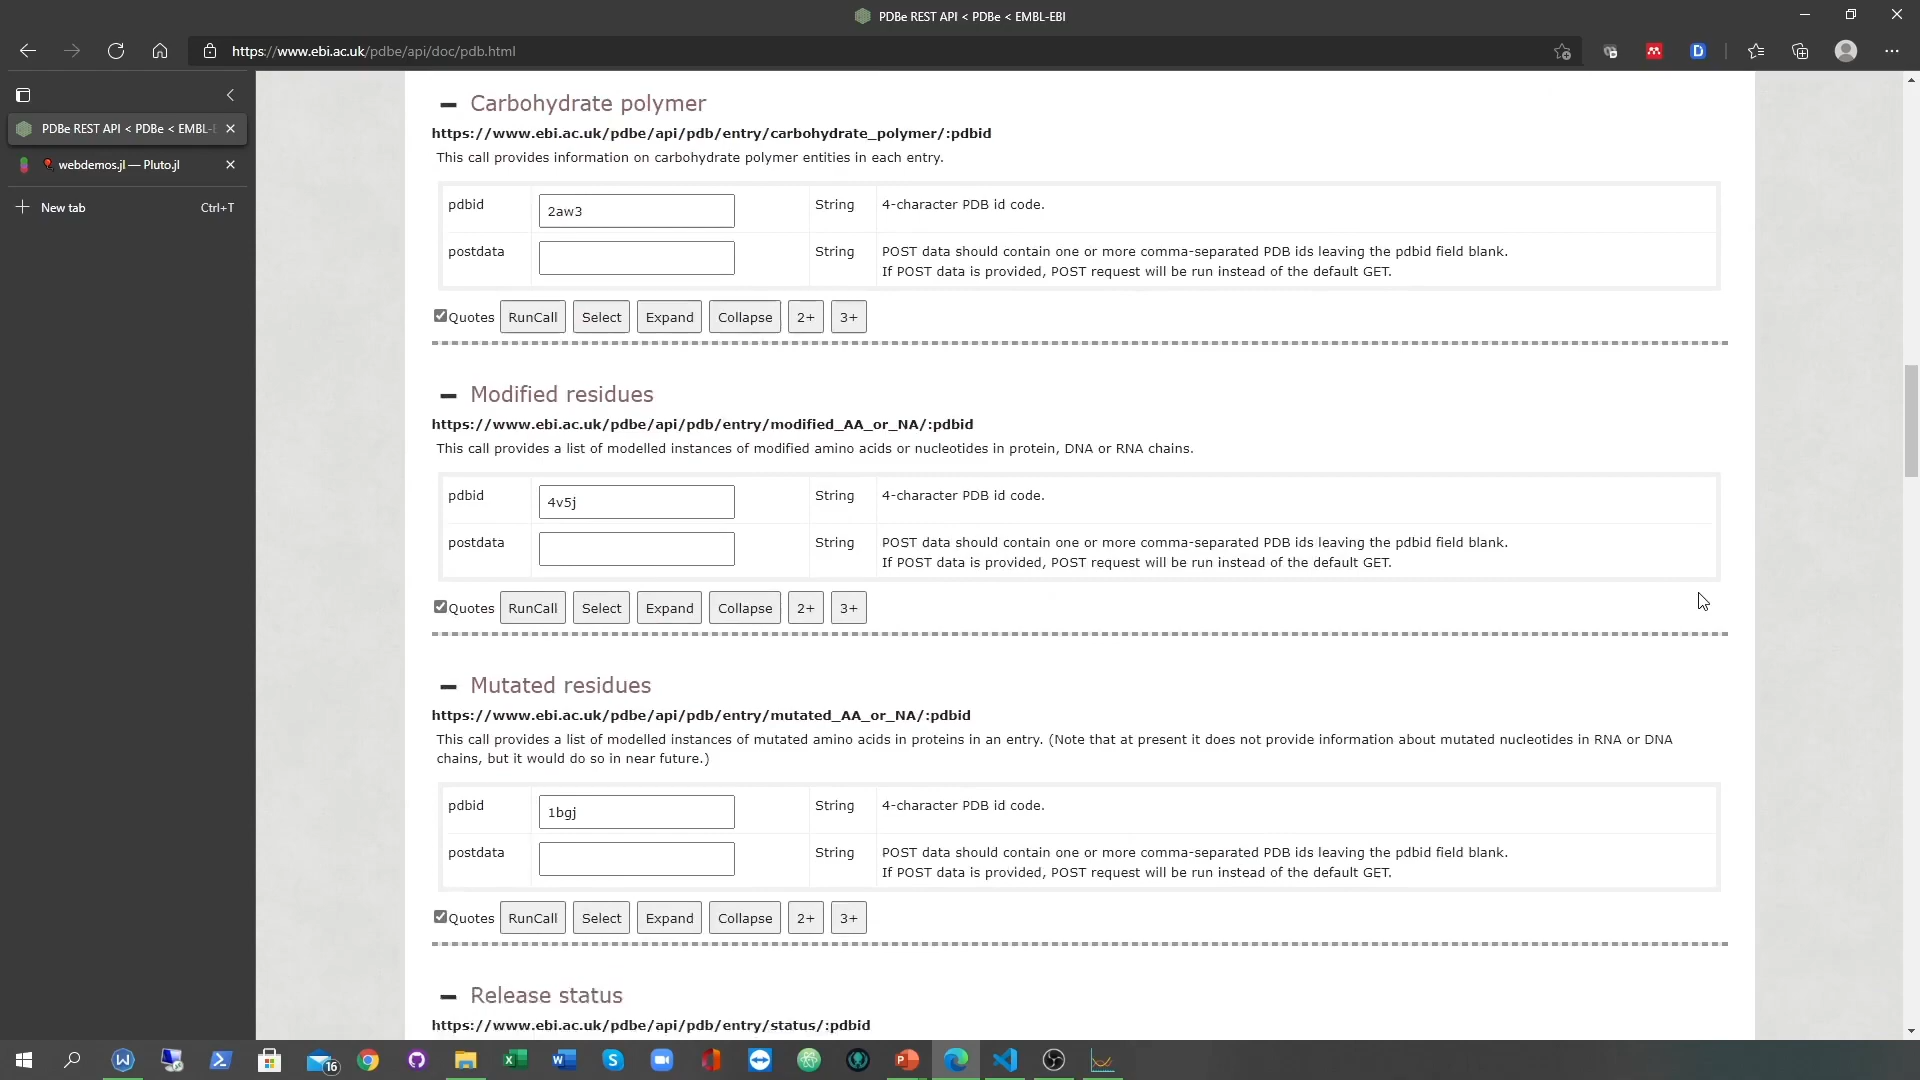 PDBe REST API < PDBe < EMBL-EBI
https://www.ebi.ac.uk/pdbe/api/doc/pdb.html
PDBe REST API < PDBe < EMBL-E
webdemos.jl — Pluto.jl
New tab Ctrl+T
Carbohydrate polymer
https://www.ebi.ac.uk/pdbe/api/pdb/entry/carbohydrate_polymer/:pdbid
This call provides information on carbohydrate polymer entities in each entry.
pdbid 2aw3 String 4-character PDB id code.
postdata String POST data should contain one or more comma-separated PDB ids leaving the pdbid field blank.
If POST data is provided, POST request will be run instead of the default GET.
Quotes RunCall Select Expand Collapse 2+ 3+
Modified residues
https://www.ebi.ac.uk/pdbe/api/pdb/entry/modified_AA_or_NA/:pdbid
This call provides a list of modelled instances of modified amino acids or nucleotides in protein, DNA or RNA chains.
pdbid 4v5j String 4-character PDB id code.
postdata String POST data should contain one or more comma-separated PDB ids leaving the pdbid field blank.
If POST data is provided, POST request will be run instead of the default GET.
Quotes RunCall Select Expand Collapse 2+ 3+
Mutated residues
https://www.ebi.ac.uk/pdbe/api/pdb/entry/mutated_AA_or_NA/:pdbid
This call provides a list of modelled instances of mutated amino acids in proteins in an entry. (Note that at present it does not provide information about mutated nucleotides in RNA or DNA
chains, but it would do so in near future.)
pdbid 1bgj String 4-character PDB id code.
postdata String POST data should contain one or more comma-separated PDB ids leaving the pdbid field blank.
If POST data is provided, POST request will be run instead of the default GET.
Quotes RunCall Select Expand Collapse 2+ 3+
Release status
https://www.ebi.ac.uk/pdbe/api/pdb/entry/status/:pdbid
16